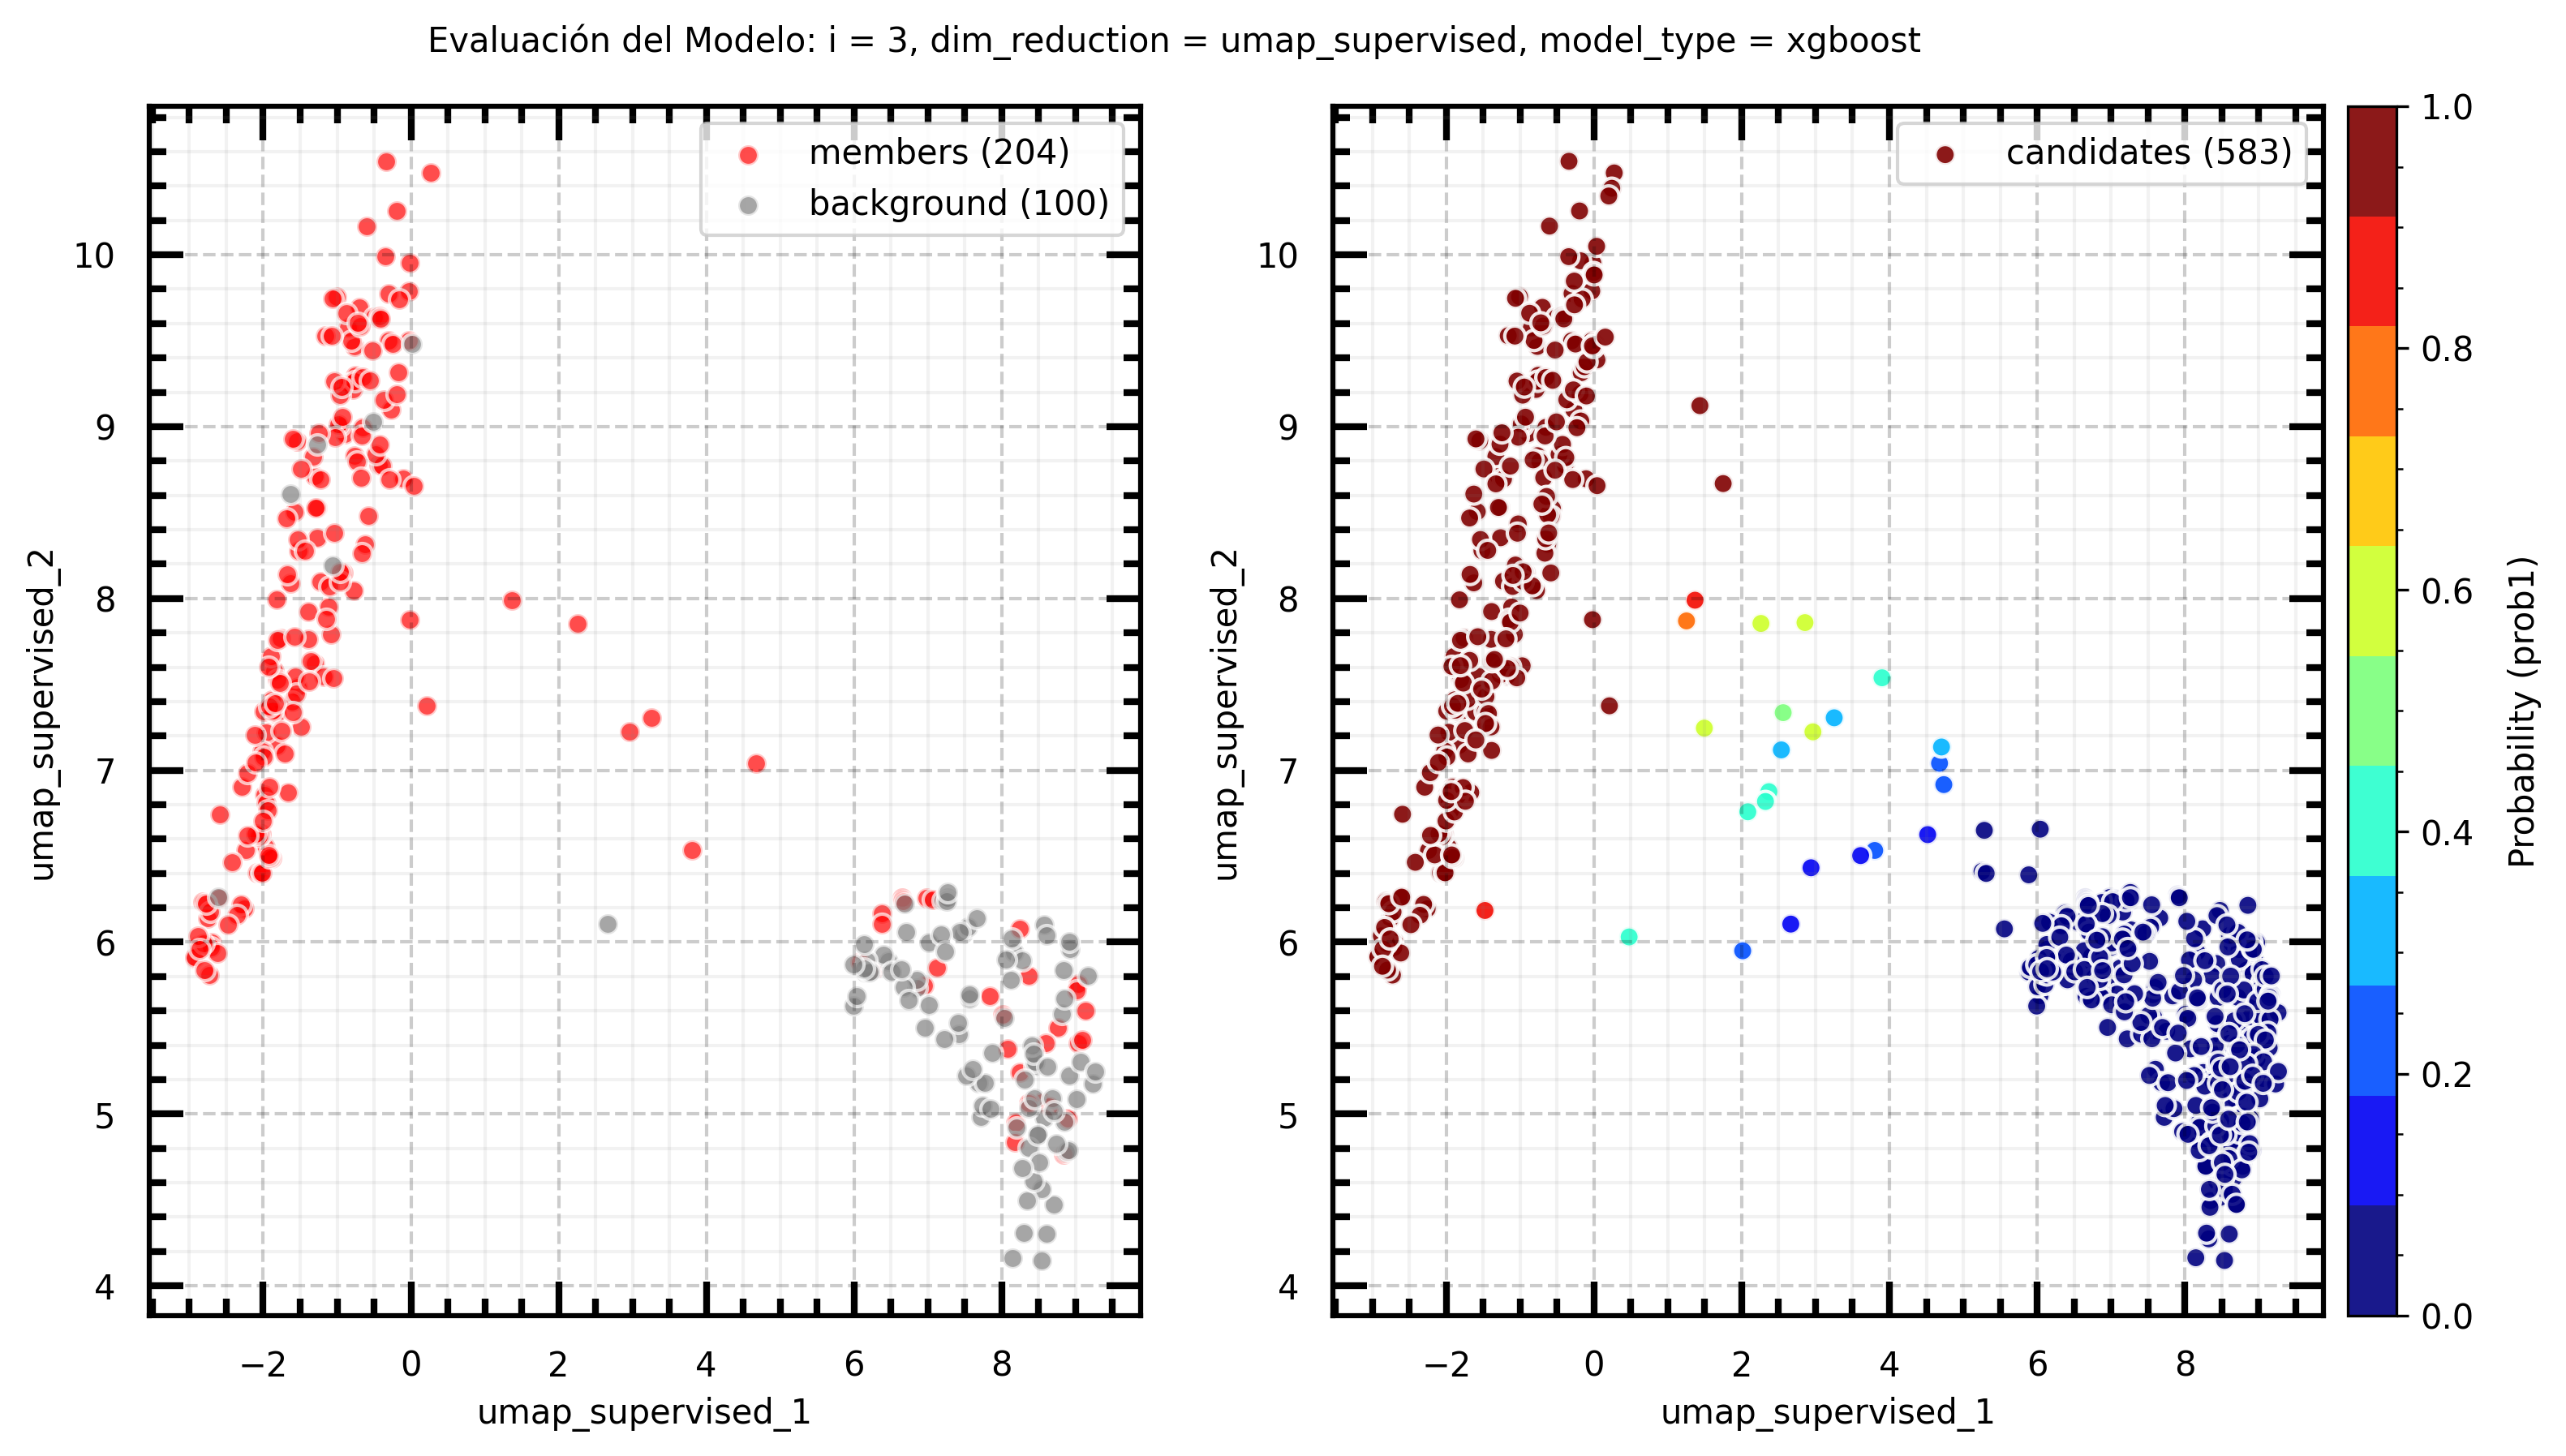 Evaluación del Modelo: i = 3, dim_reduction = umap_supervised, model_type = xgboost
members (204)
background (100)
umap_supervised_2
10
9
8
7
6
5
4
−2 0 2 4 6 8
umap_supervised_1
candidates (583)
umap_supervised_2
10
9
8
7
6
5
4
−2 0 2 4 6 8
umap_supervised_1
1.0
0.8
0.6
0.4
0.2
0.0
Probability (prob1)